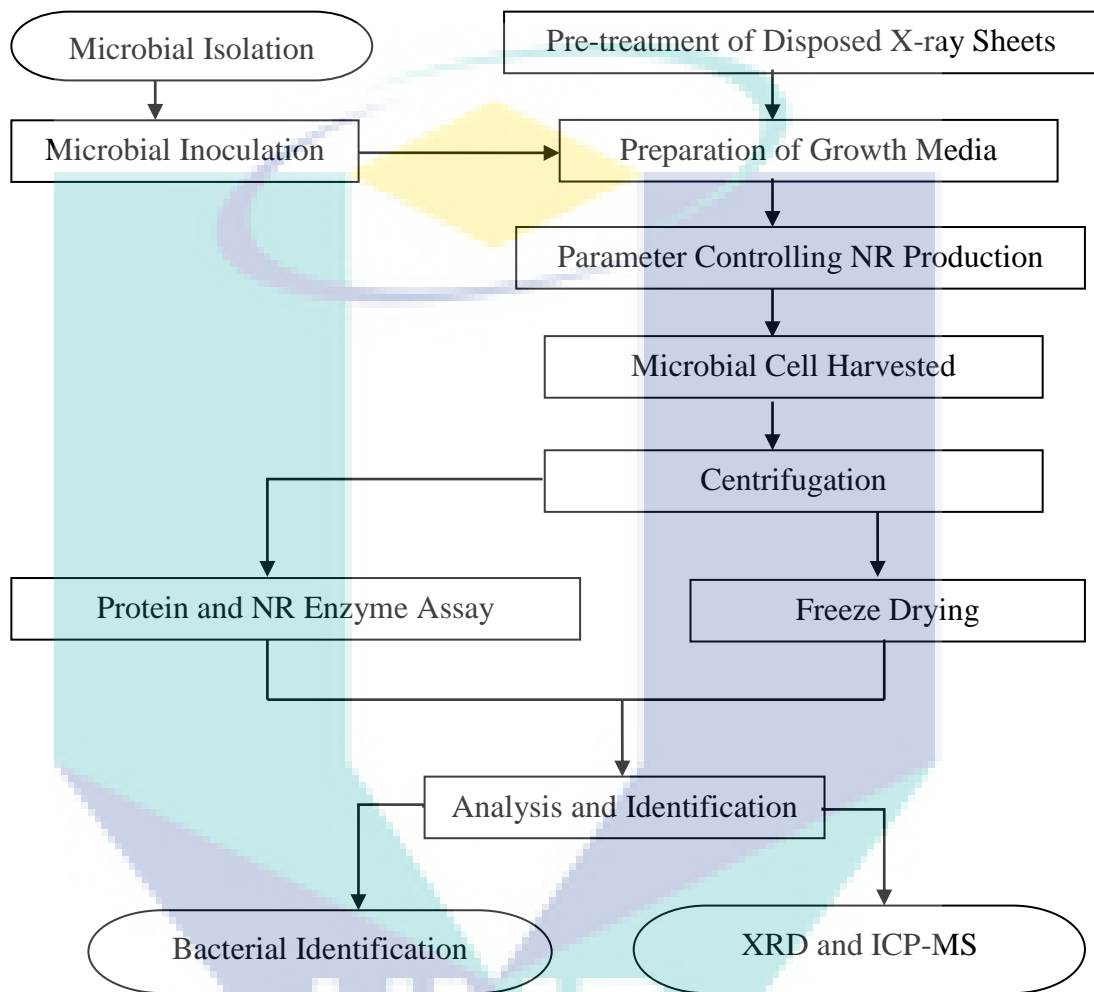 Microbial Isolation
Pre-treatment of Disposed X-ray Sheets
Microbial Inoculation
Preparation of Growth Media
Parameter Controlling NR Production
Microbial Cell Harvested
Centrifugation
Protein and NR Enzyme Assay
Freeze Drying
Analysis and Identification
Bacterial Identification
XRD and ICP-MS